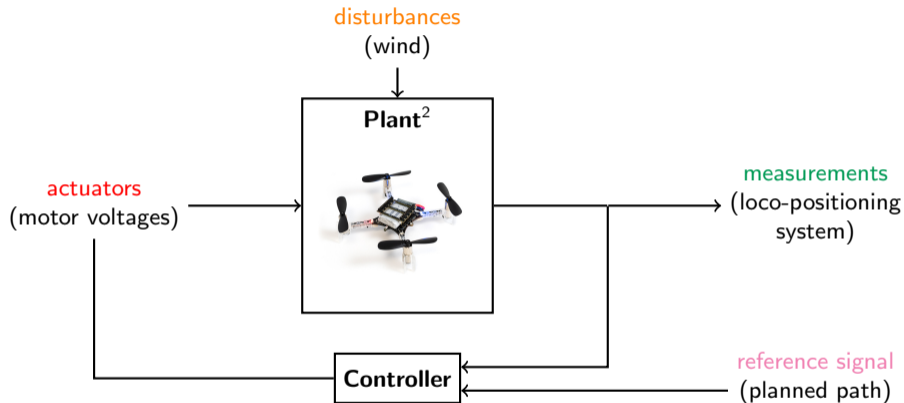 disturbances
(wind)
Plant²
actuators
(motor voltages)
measurements
(loco-positioning
system)
Controller
reference signal
(planned path)